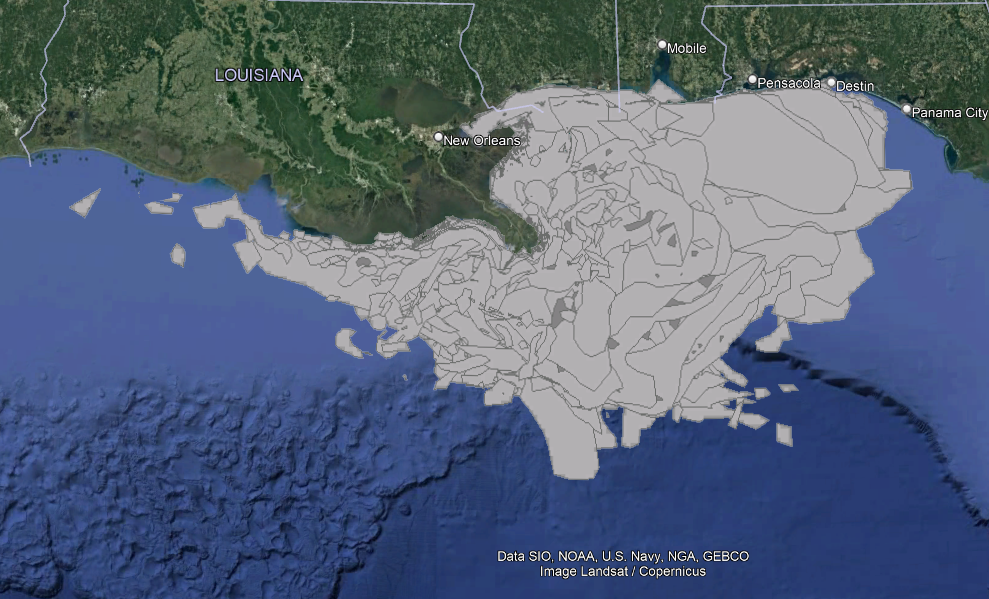 Mobile
LOUISIANA
Pensacola
Destin
Panama City
New Orleans
Data SIO, NOAA, U.S. Navy, NGA, GEBCO
Image Landsat / Copernicus